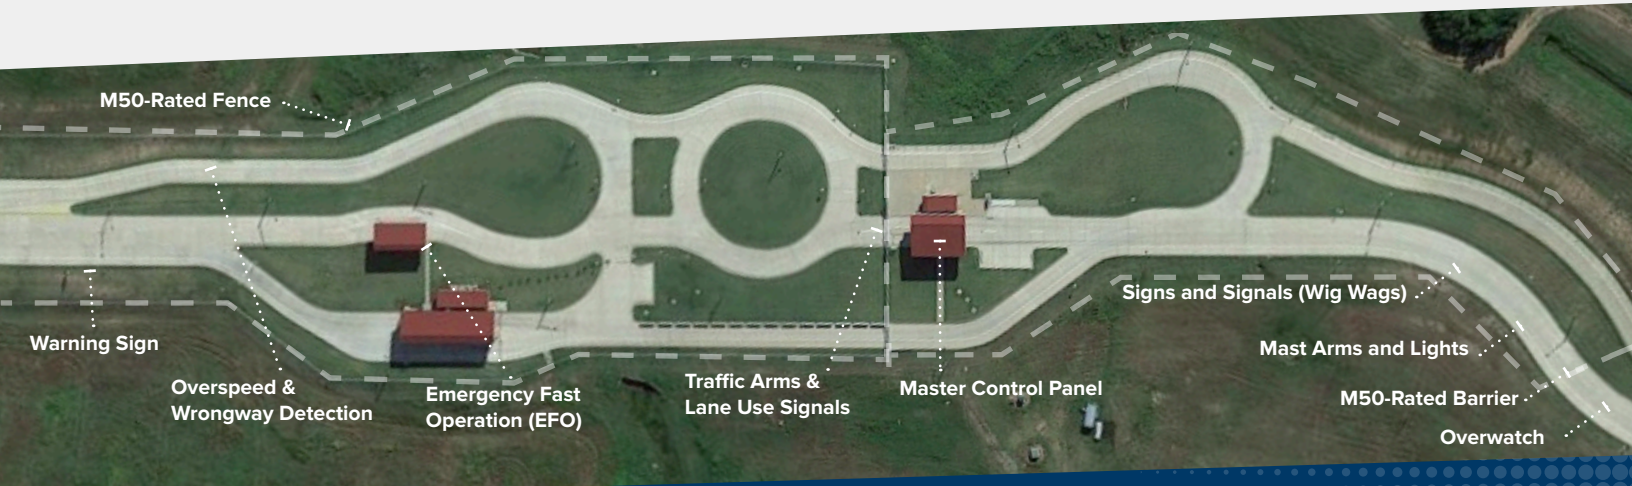 M50-Rated Fence
Warning Sign
Overspeed &
Wrongway Detection
Emergency Fast
Operation (EFO)
Traffic Arms &
Lane Use Signals
Master Control Panel
Signs and Signals (Wig Wags)
Mast Arms and Lights
M50-Rated Barrier
Overwatch